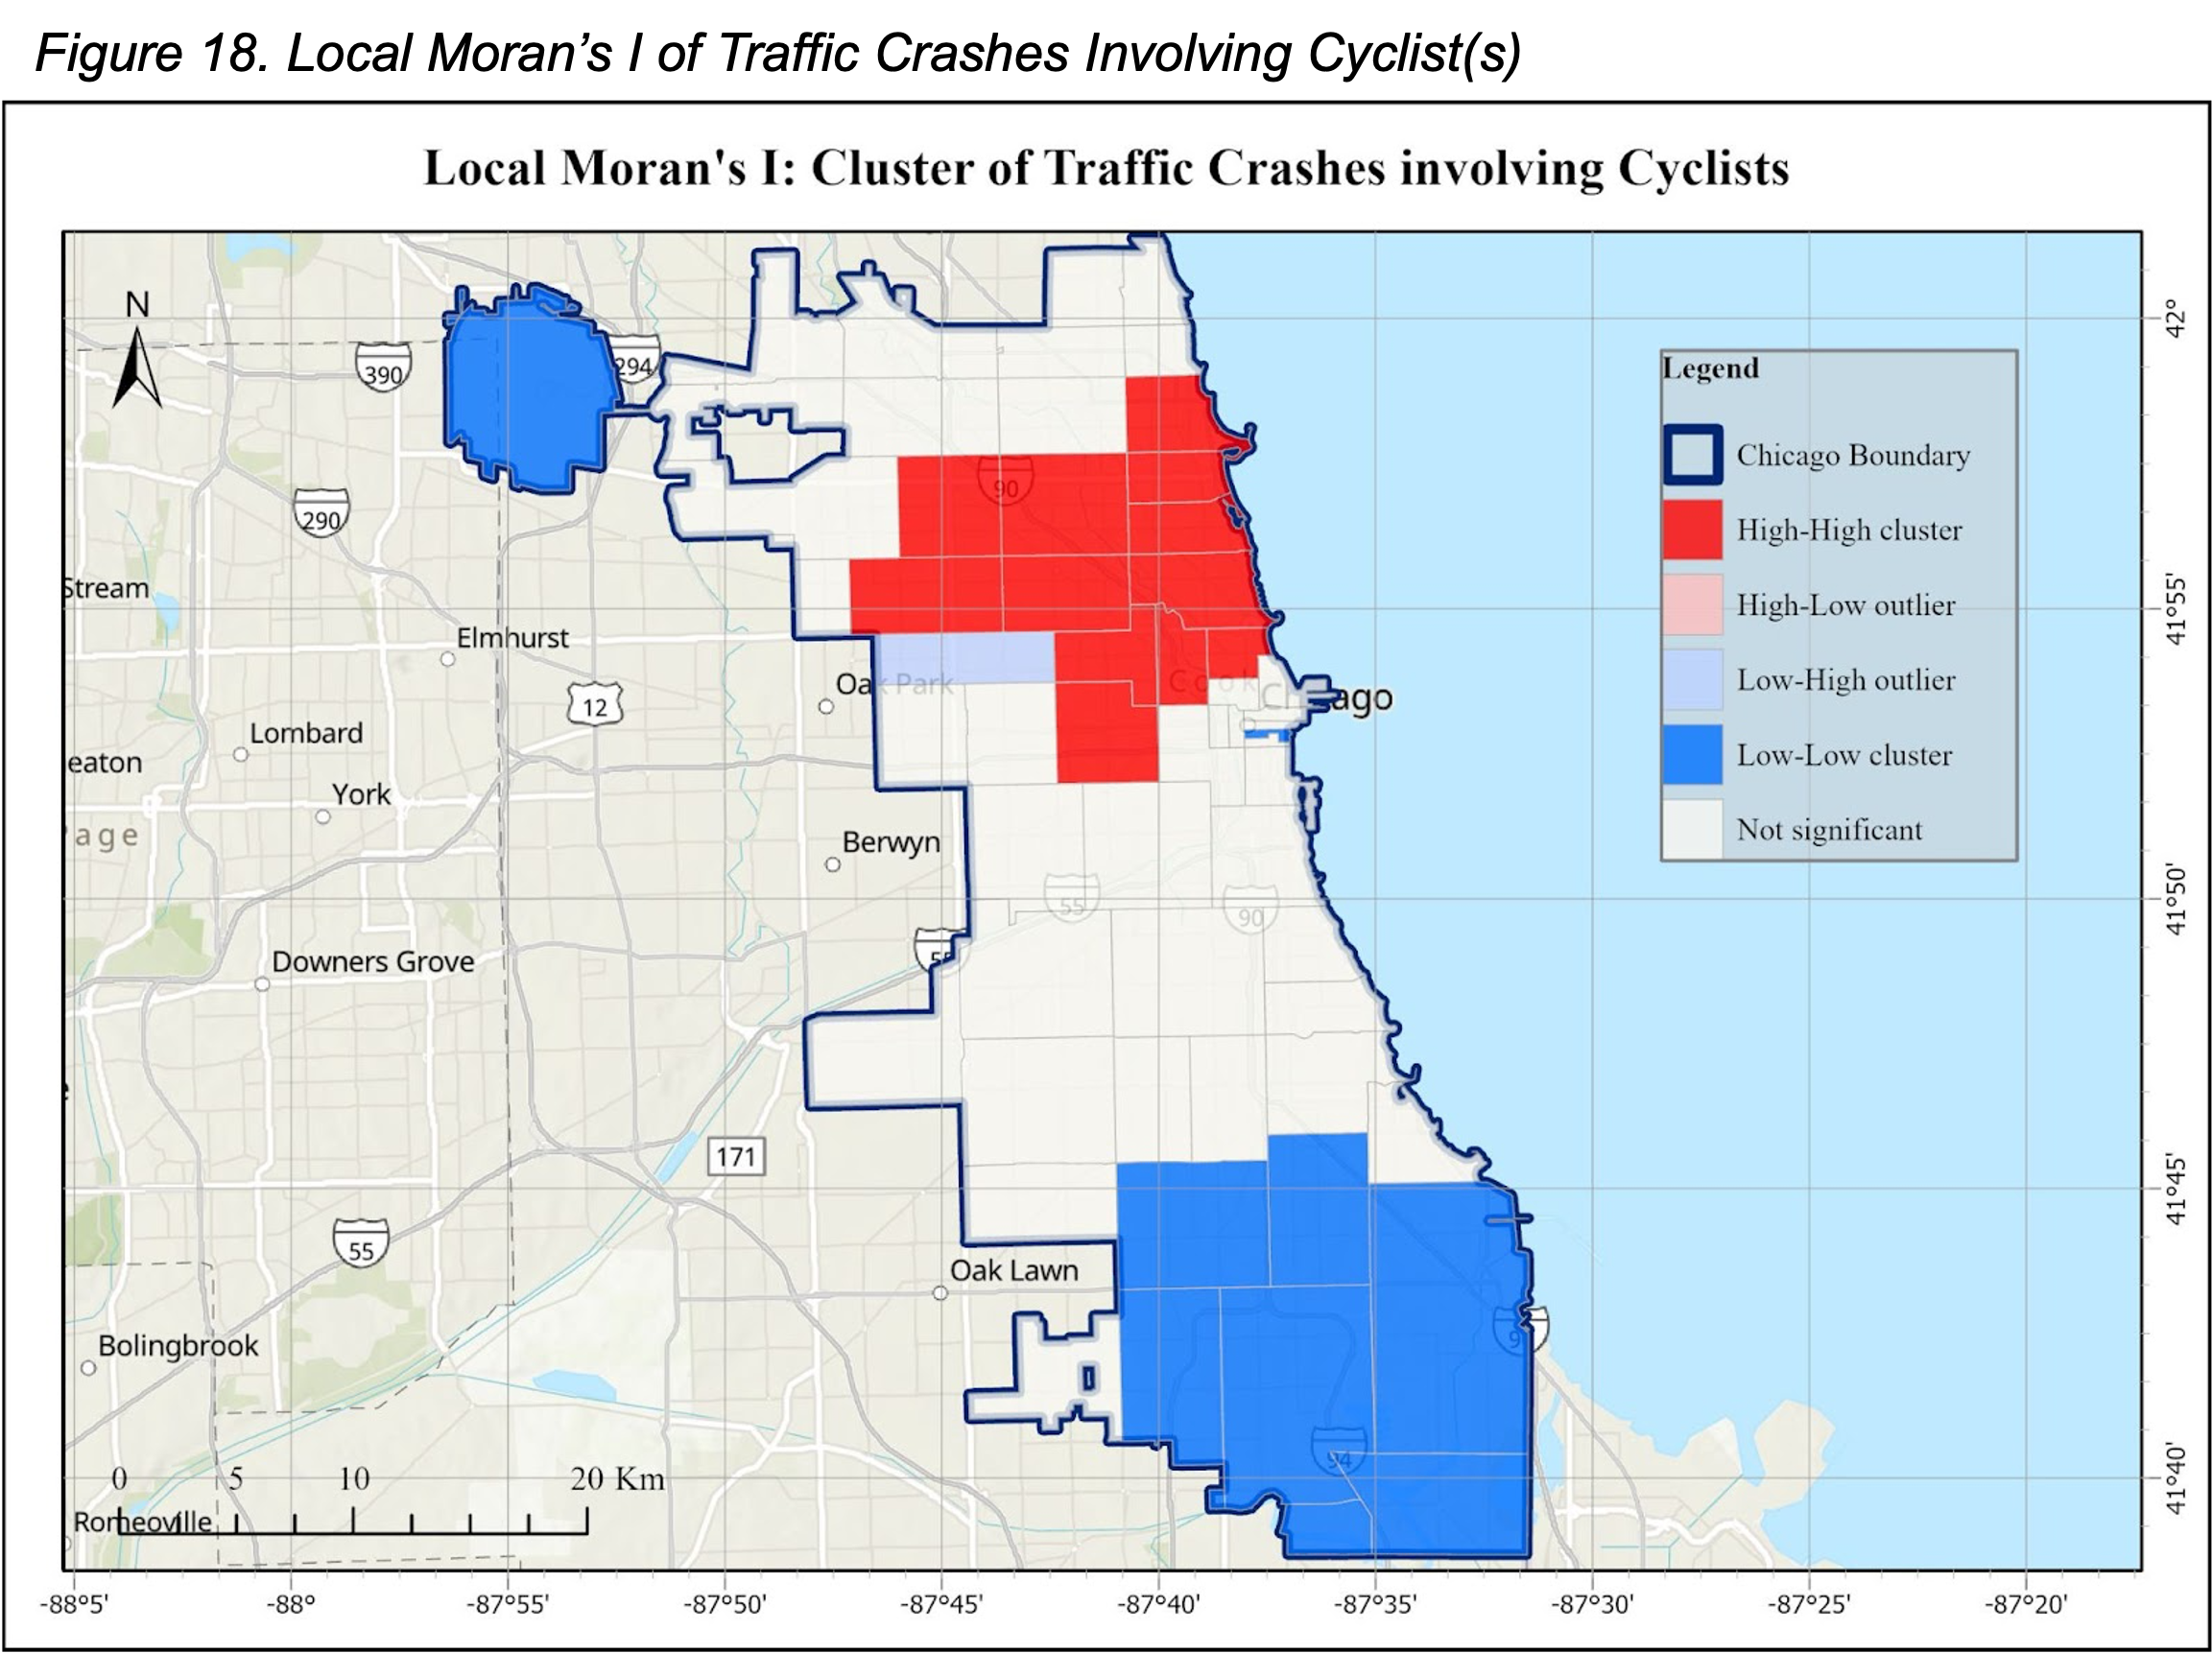 Figure 18. Local Moran’s I of Traffic Crashes Involving Cyclist(s)
Local Moran's I: Cluster of Traffic Crashes involving Cyclists
N
390
294
290
90
Stream
Elmhurst
Oak Park
Cook
Chicago
12
Lombard
eaton
York
age
Berwyn
55
90
55
Downers Grove
171
55
Oak Lawn
Bolingbrook
94
Romeoville
0 5 10 20 Km
Legend
Chicago Boundary
High-High cluster
High-Low outlier
Low-High outlier
Low-Low cluster
Not significant
42°
41°55'
41°50'
41°45'
41°40'
-88°5' -88° -87°55' -87°50' -87°45' -87°40' -87°35' -87°30' -87°25' -87°20'